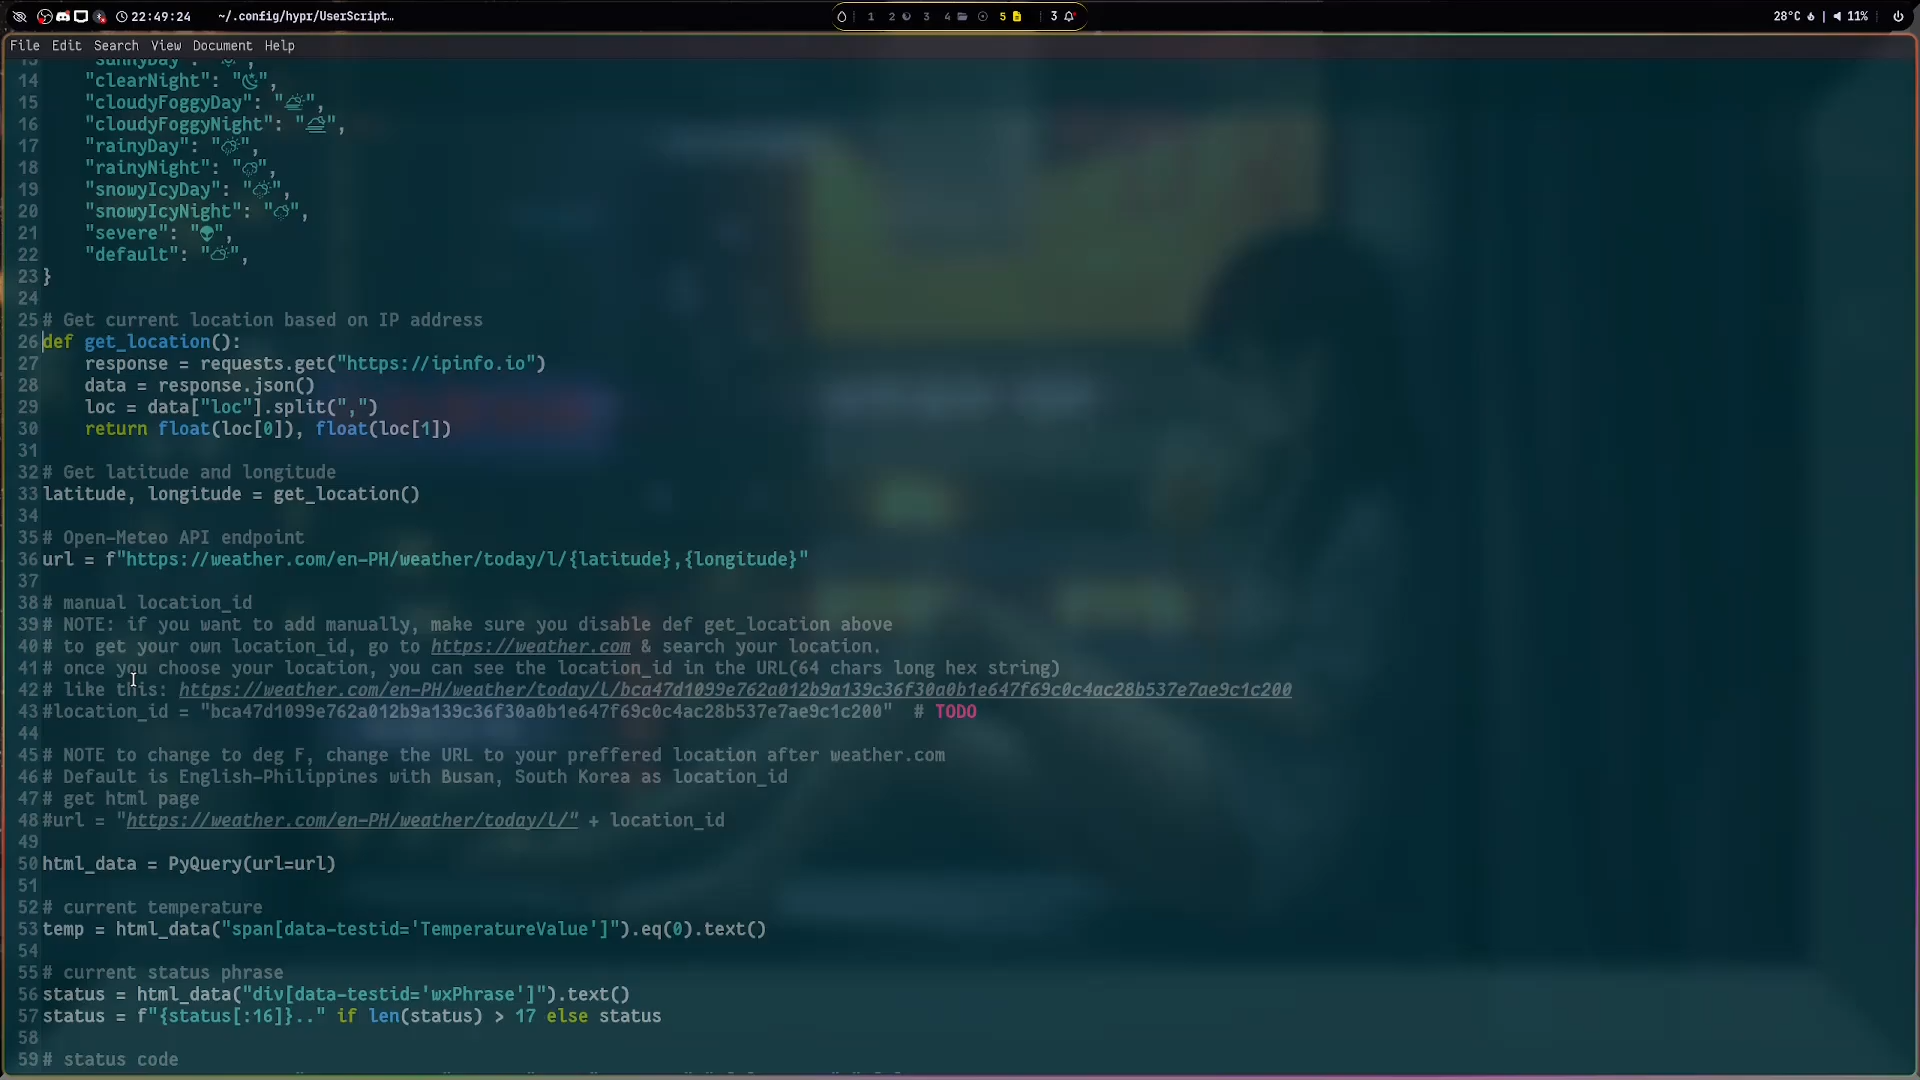 22:49:24 ~/.config/hypr/UserScript… 1 2 3 4 5 3 28°C 11%
File Edit Search View Document Help
13 "sunnyDay": "",
14 "clearNight": "",
15 "cloudyFoggyDay": "",
16 "cloudyFoggyNight": "",
17 "rainyDay": "",
18 "rainyNight": "",
19 "snowyIcyDay": "",
20 "snowyIcyNight": "",
21 "severe": "",
22 "default": "",
23 }
24
25 # Get current location based on IP address
26 def get_location():
27 response = requests.get("https://ipinfo.io")
28 data = response.json()
29 loc = data["loc"].split(",")
30 return float(loc[0]), float(loc[1])
31
32 # Get latitude and longitude
33 latitude, longitude = get_location()
34
35 # Open-Meteo API endpoint
36 url = f"https://weather.com/en-PH/weather/today/l/{latitude},{longitude}"
37
38 # manual location_id
39 # NOTE: if you want to add manually, make sure you disable def get_location above
40 # to get your own location_id, go to https://weather.com & search your location.
41 # once you choose your location, you can see the location_id in the URL(64 chars long hex string)
42 # like this: https://weather.com/en-PH/weather/today/l/bca47d1099e762a012b9a139c36f30a0b1e647f69c0c4ac28b537e7ae9c1c200
43 #location_id = "bca47d1099e762a012b9a139c36f30a0b1e647f69c0c4ac28b537e7ae9c1c200"  # TODO
44
45 # NOTE to change to deg F, change the URL to your preffered location after weather.com
46 # Default is English-Philippines with Busan, South Korea as location_id
47 # get html page
48 #url = "https://weather.com/en-PH/weather/today/l/" + location_id
49
50 html_data = PyQuery(url=url)
51
52 # current temperature
53 temp = html_data("span[data-testid='TemperatureValue']").eq(0).text()
54
55 # current status phrase
56 status = html_data("div[data-testid='wxPhrase']").text()
57 status = f"{status[:16]}.." if len(status) > 17 else status
58
59 # status code